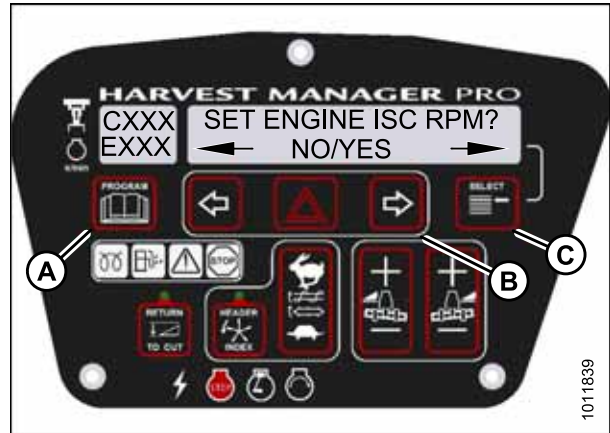 HARVEST MANAGER PRO
CXXX
EXXX
SET ENGINE ISC RPM?
NO/YES
PROGRAM
SELECT
A
B
C
STOP
RETURN
TO CUT
HEADER
INDEX
STOP
1011839